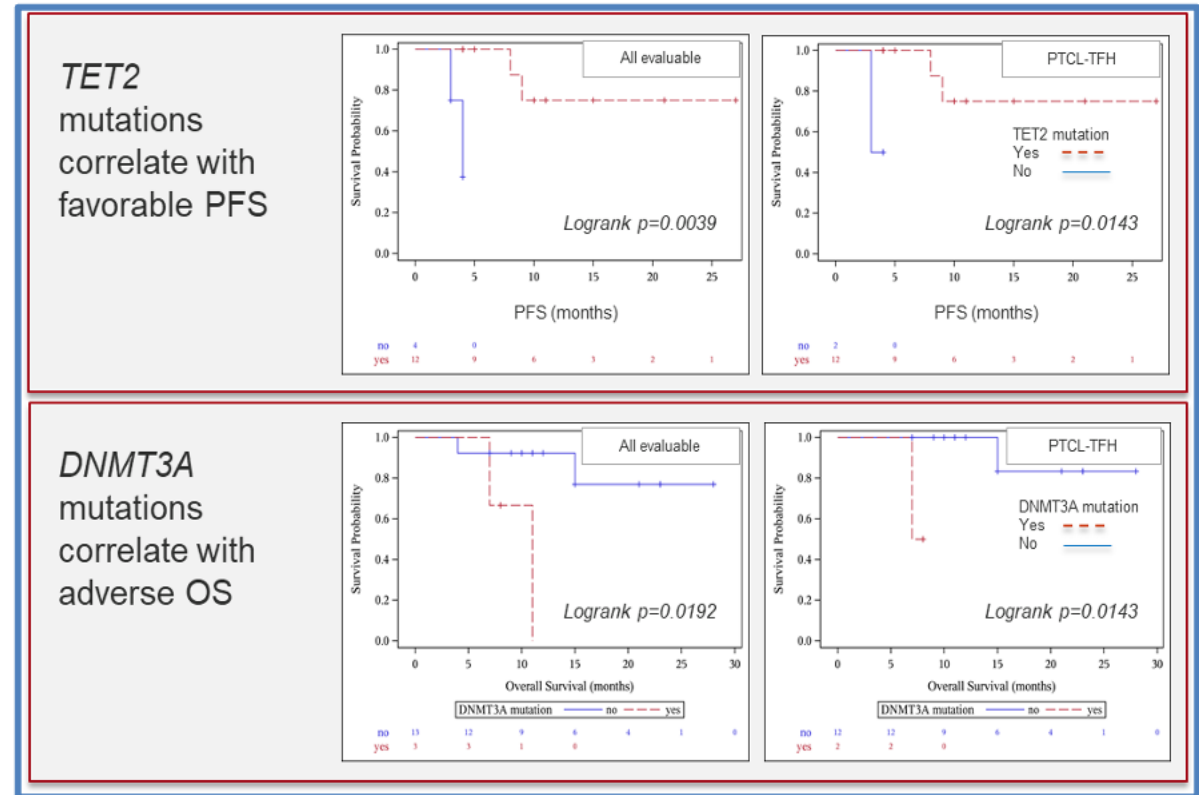 TET2
mutations
correlate with
favorable PFS
All evaluable
Survival Probability
1.0
0.8
0.6
0.4
0.2
0.0
Logrank p=0.0039
0 5 10 15 20 25
PFS (months)
no 4 0
yes 12 9 6 3 2 1
PTCL-TFH
Survival Probability
1.0
0.8
0.6
0.4
0.2
0.0
TET2 mutation
Yes
No
Logrank p=0.0143
0 5 10 15 20 25
PFS (months)
no 2 0
yes 12 9 6 3 2 1
DNMT3A
mutations
correlate with
adverse OS
All evaluable
Survival Probability
1.0
0.8
0.6
0.4
0.2
0.0
Logrank p=0.0192
0 5 10 15 20 25 30
Overall Survival (months)
DNMT3A mutation no yes
no 13 12 9 6 4 1 0
yes 3 3 1 0
PTCL-TFH
Survival Probability
1.0
0.8
0.6
0.4
0.2
0.0
DNMT3A mutation
Yes
No
Logrank p=0.0143
0 5 10 15 20 25 30
Overall Survival (months)
DNMT3A mutation no yes
no 12 12 9 6 4 1 0
yes 2 2 0